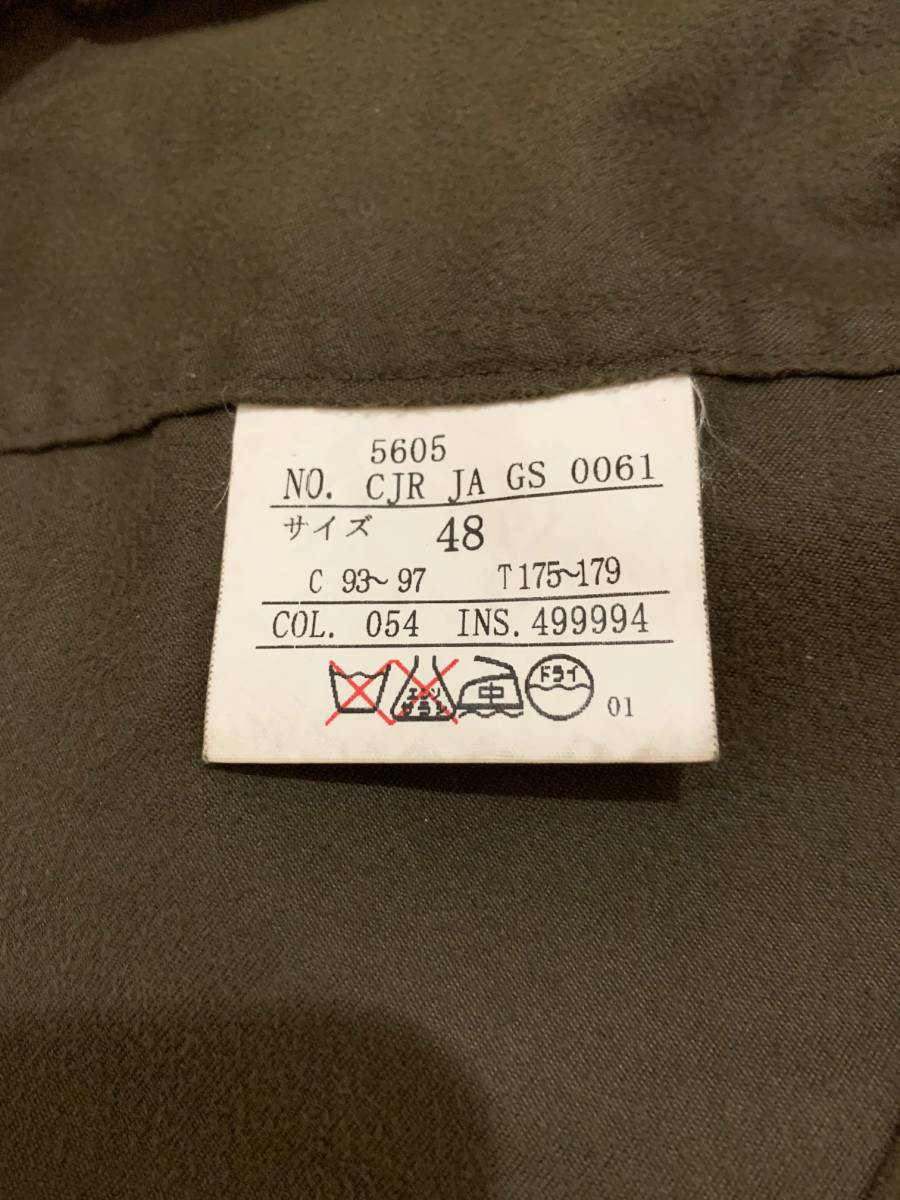 5605
NO. CJR JA GS 0061
サイズ 48
C 93~97 T175~179
COL. 054 INS. 499994
エンソ サラシ 中 ドライ 01